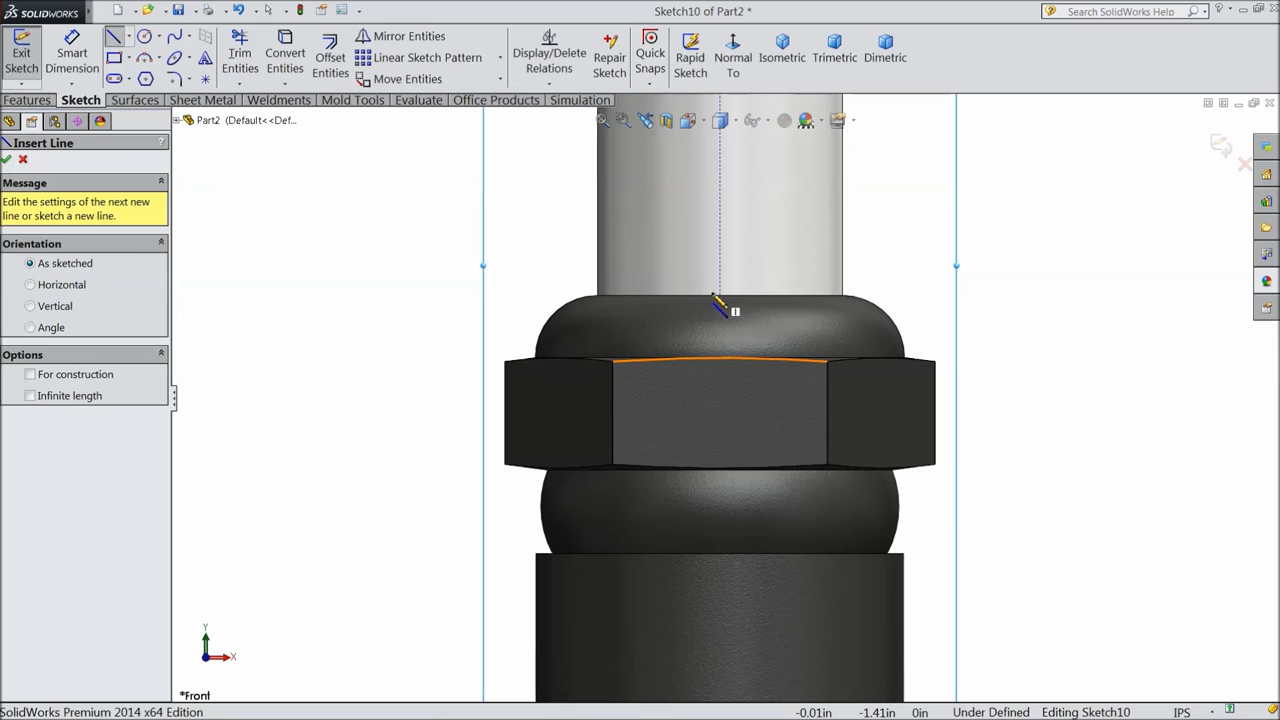 SOLIDWORKS
Sketch10 of Part2 *
Search SolidWorks Help
Exit Sketch
Smart Dimension
Trim Entities
Convert Entities
Offset Entities
Mirror Entities
Linear Sketch Pattern
Move Entities
Display/Delete Relations
Repair Sketch
Quick Snaps
Rapid Sketch
Normal To
Isometric
Trimetric
Dimetric
Features
Sketch
Surfaces
Sheet Metal
Weldments
Mold Tools
Evaluate
Office Products
Simulation
Part2 (Default<<Def...
Insert Line
?
Message
Edit the settings of the next new
line or sketch a new line.
Orientation
As sketched
Horizontal
Vertical
Angle
Options
For construction
Infinite length
Y
X
*Front
SolidWorks Premium 2014 x64 Edition
-0.01in
-1.41in
0in
Under Defined
Editing Sketch10
IPS